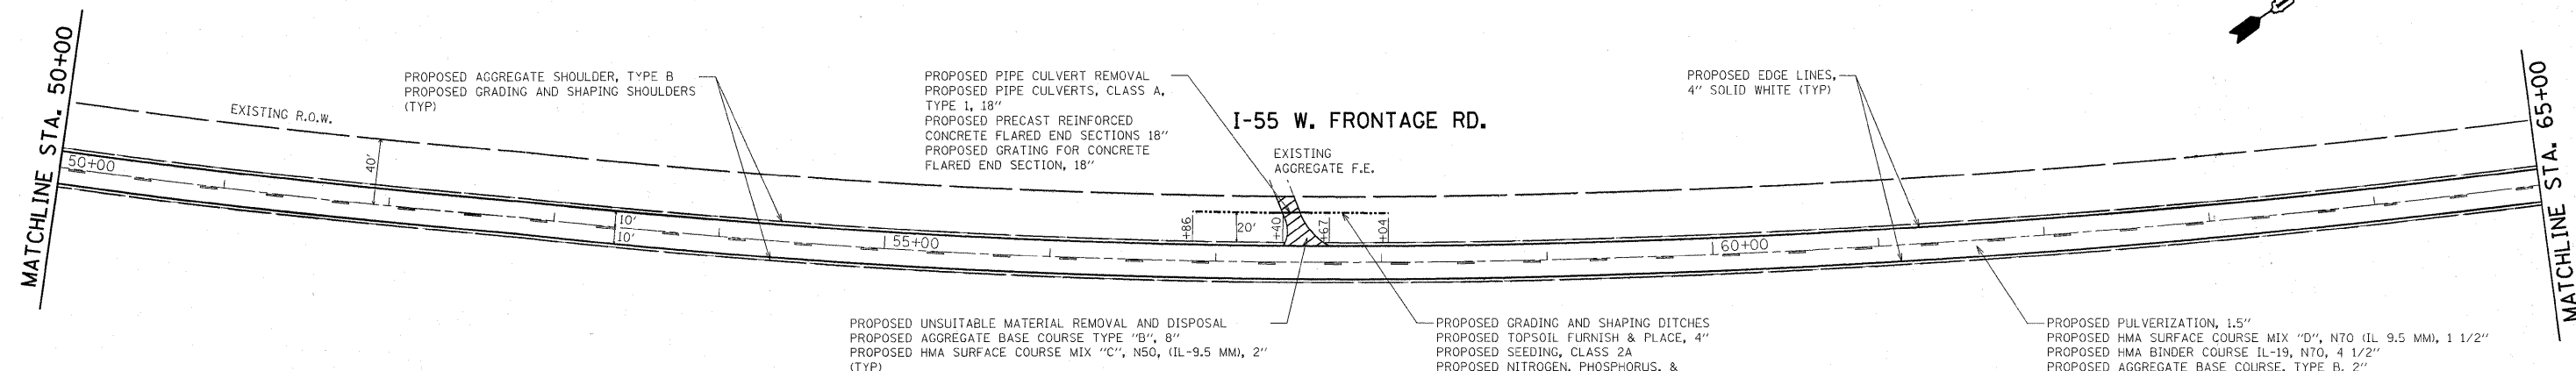 MATCHLINE STA. 50+00
EXISTING R.O.W.
50+00
40'
PROPOSED AGGREGATE SHOULDER, TYPE B
PROPOSED GRADING AND SHAPING SHOULDERS
(TYP)
10'
10'
55+00
PROPOSED PIPE CULVERT REMOVAL
PROPOSED PIPE CULVERTS, CLASS A,
TYPE 1, 18"
PROPOSED PRECAST REINFORCED
CONCRETE FLARED END SECTIONS 18"
PROPOSED GRATING FOR CONCRETE
FLARED END SECTION, 18"
I-55 W. FRONTAGE RD.
EXISTING
AGGREGATE F.E.
+86
20'
+40
+67
+04
PROPOSED EDGE LINES,
4" SOLID WHITE (TYP)
60+00
MATCHLINE STA. 65+00
PROPOSED UNSUITABLE MATERIAL REMOVAL AND DISPOSAL
PROPOSED AGGREGATE BASE COURSE TYPE "B", 8"
PROPOSED HMA SURFACE COURSE MIX "C", N50, (IL-9.5 MM), 2"
(TYP)
PROPOSED GRADING AND SHAPING DITCHES
PROPOSED TOPSOIL FURNISH & PLACE, 4"
PROPOSED SEEDING, CLASS 2A
PROPOSED NITROGEN, PHOSPHORUS, &
PROPOSED PULVERIZATION, 1.5"
PROPOSED HMA SURFACE COURSE MIX "D", N70 (IL 9.5 MM), 1 1/2"
PROPOSED HMA BINDER COURSE IL-19, N70, 4 1/2"
PROPOSED AGGREGATE BASE COURSE, TYPE B, 2"